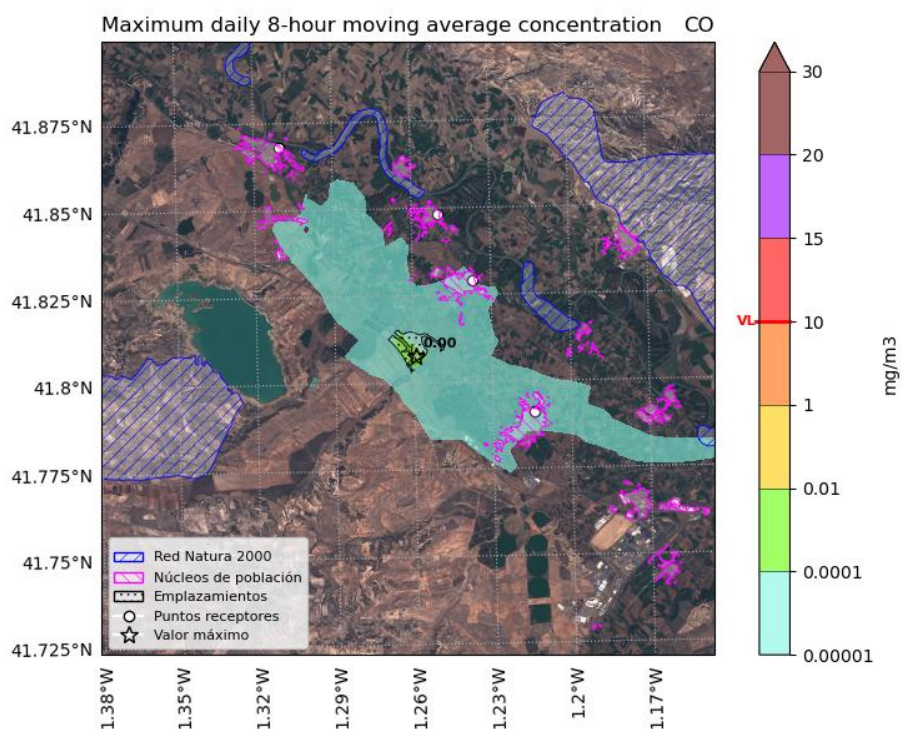 Maximum daily 8-hour moving average concentration CO
41.875°N
41.85°N
41.825°N
41.8°N
41.775°N
41.75°N
41.725°N
0.00
Red Natura 2000
Núcleos de población
Emplazamientos
Puntos receptores
Valor máximo
1.38°W
1.35°W
1.32°W
1.29°W
1.26°W
1.23°W
1.2°W
1.17°W
30
20
15
VL
10
1
0.01
0.0001
0.00001
mg/m3